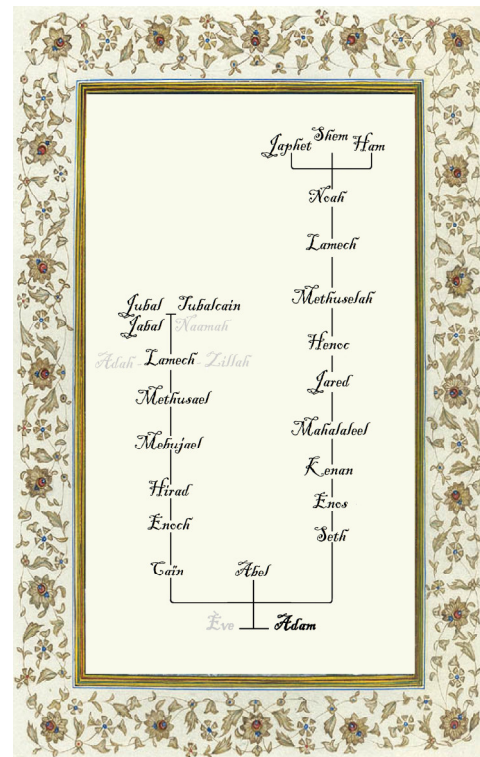 Japhet Shem Ham
Noah
Lamech
Methuselah
Jubal Tubalcain
Jabal Naamah
Henoc
Adah - Lamech - Zillah
Jared
Methusael
Mahalaleel
Mehujael
Kenan
Hirad
Enos
Enoch
Seth
Caïn Abel
Ève Adam